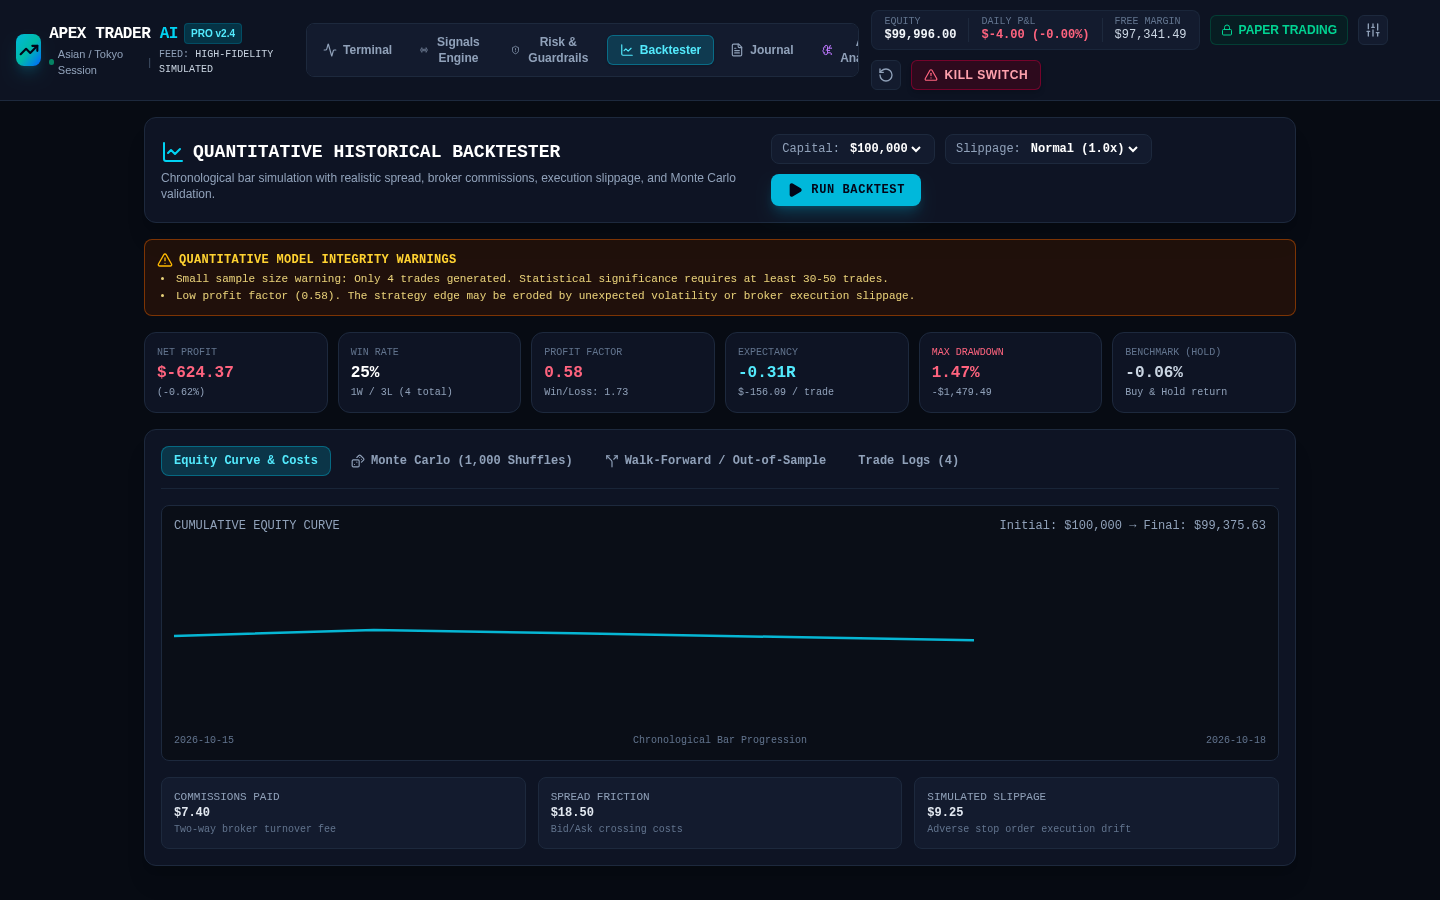 APEX TRADER AI PRO v2.4
Asian / Tokyo Session
FEED: HIGH-FIDELITY SIMULATED
Terminal
Signals Engine
Risk & Guardrails
Backtester
Journal
EQUITY
$99,996.00
DAILY P&L
$-4.00 (-0.00%)
FREE MARGIN
$97,341.49
PAPER TRADING
KILL SWITCH
QUANTITATIVE HISTORICAL BACKTESTER
Chronological bar simulation with realistic spread, broker commissions, execution slippage, and Monte Carlo
validation.
Capital: $100,000
Slippage: Normal (1.0x)
RUN BACKTEST
QUANTITATIVE MODEL INTEGRITY WARNINGS
• Small sample size warning: Only 4 trades generated. Statistical significance requires at least 30-50 trades.
• Low profit factor (0.58). The strategy edge may be eroded by unexpected volatility or broker execution slippage.
NET PROFIT
$-624.37
(-0.62%)
WIN RATE
25%
1W / 3L (4 total)
PROFIT FACTOR
0.58
Win/Loss: 1.73
EXPECTANCY
-0.31R
$-156.09 / trade
MAX DRAWDOWN
1.47%
-$1,479.49
BENCHMARK (HOLD)
-0.06%
Buy & Hold return
Equity Curve & Costs
Monte Carlo (1,000 Shuffles)
Walk-Forward / Out-of-Sample
Trade Logs (4)
CUMULATIVE EQUITY CURVE
Initial: $100,000 → Final: $99,375.63
2026-10-15
Chronological Bar Progression
2026-10-18
COMMISSIONS PAID
$7.40
Two-way broker turnover fee
SPREAD FRICTION
$18.50
Bid/Ask crossing costs
SIMULATED SLIPPAGE
$9.25
Adverse stop order execution drift